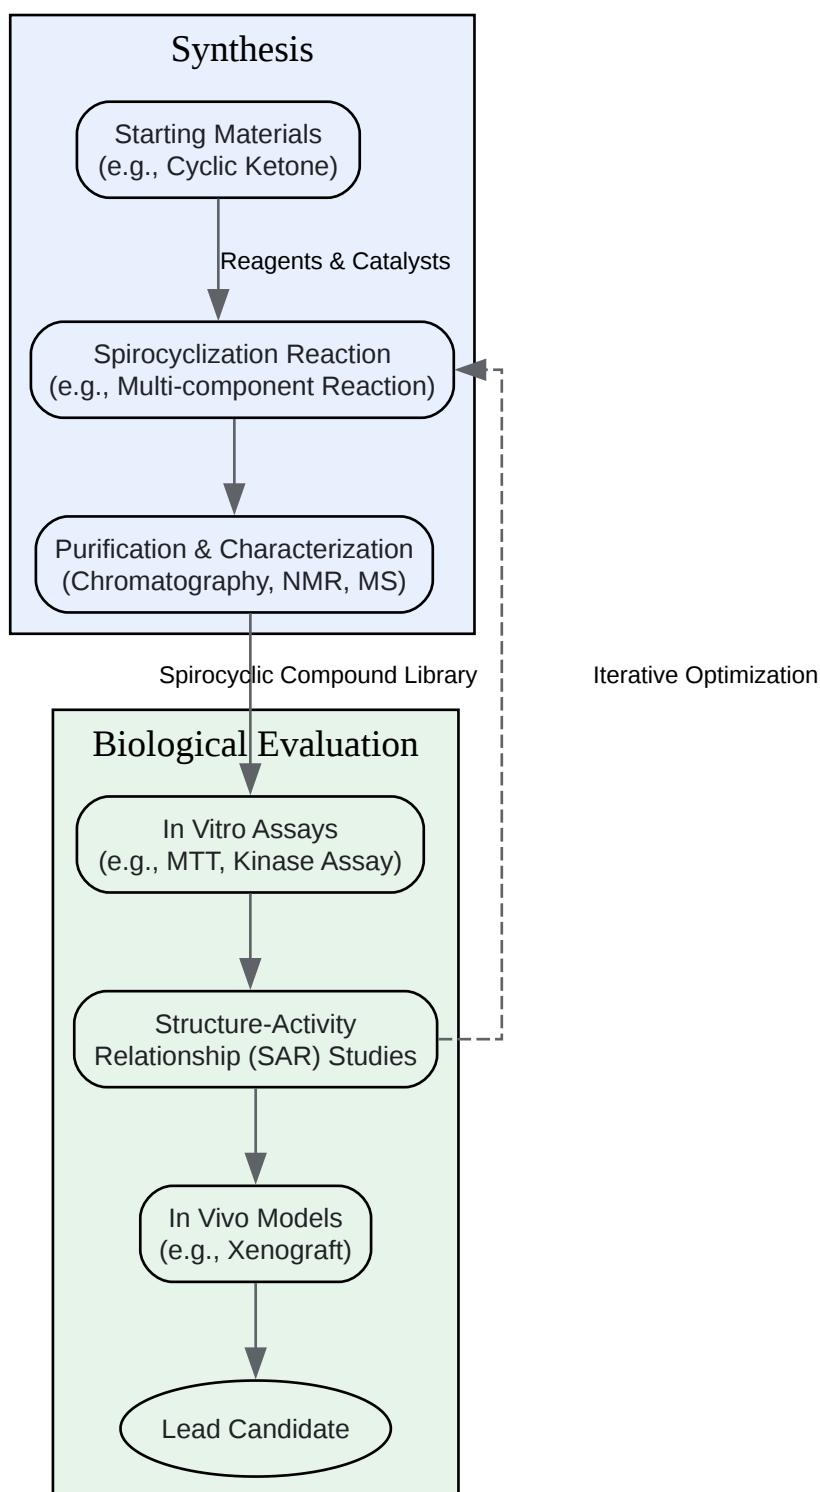 Synthesis
Starting Materials
(e.g., Cyclic Ketone)
Reagents & Catalysts
Spirocyclization Reaction
(e.g., Multi-component Reaction)
Purification & Characterization
(Chromatography, NMR, MS)
Spirocyclic Compound Library
Iterative Optimization
Biological Evaluation
In Vitro Assays
(e.g., MTT, Kinase Assay)
Structure-Activity
Relationship (SAR) Studies
In Vivo Models
(e.g., Xenograft)
Lead Candidate